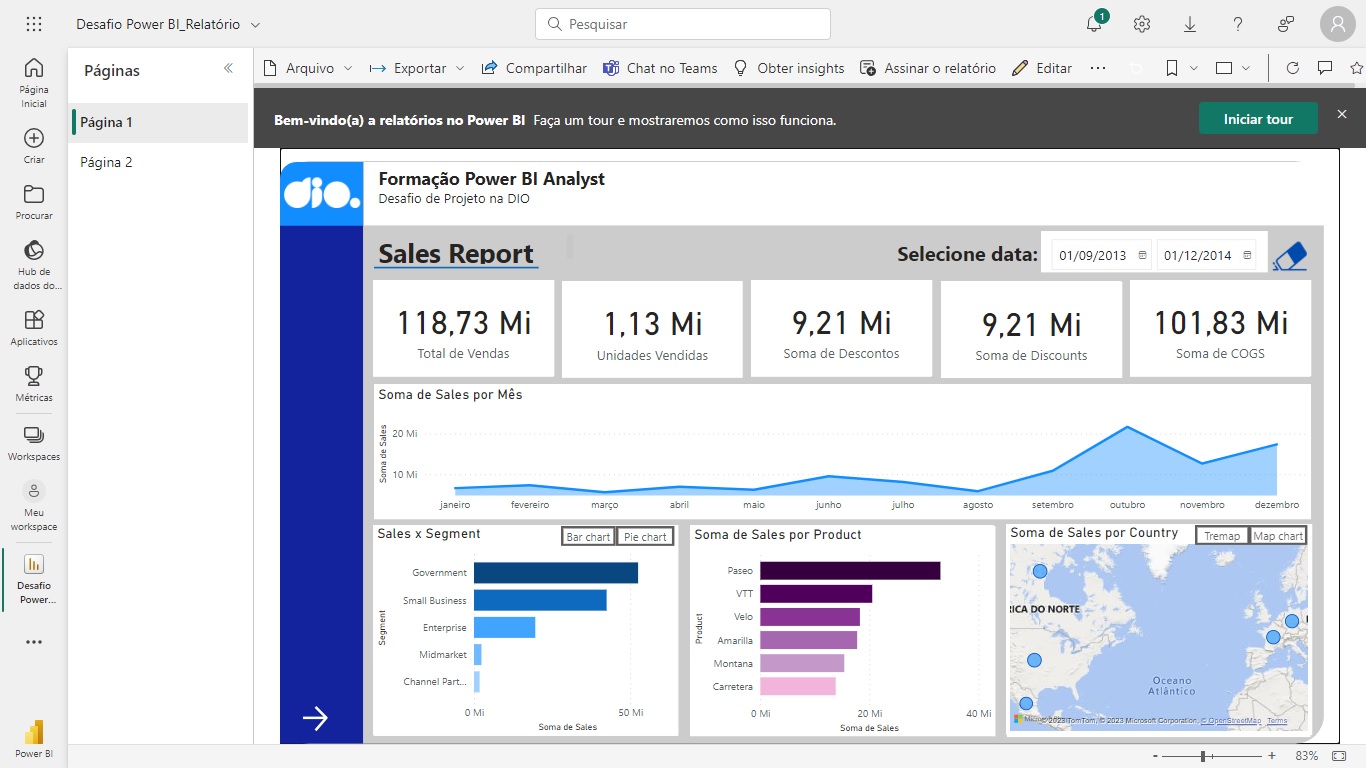 Desafio Power BI_Relatório
Pesquisar
1
Página Inicial
Criar
Procurar
Hub de dados do...
Aplicativos
Métricas
Workspaces
Meu workspace
Desafio Power...
Power BI
Páginas
Página 1
Página 2
Arquivo
Exportar
Compartilhar
Chat no Teams
Obter insights
Assinar o relatório
Editar
Bem-vindo(a) a relatórios no Power BI Faça um tour e mostraremos como isso funciona.
Iniciar tour
dio.
Formação Power BI Analyst
Desafio de Projeto na DIO
Sales Report
Selecione data:
01/09/2013
01/12/2014
118,73 Mi
Total de Vendas
1,13 Mi
Unidades Vendidas
9,21 Mi
Soma de Descontos
9,21 Mi
Soma de Discounts
101,83 Mi
Soma de COGS
Soma de Sales por Mês
Soma de Sales
20 Mi
10 Mi
janeiro fevereiro março abril maio junho julho agosto setembro outubro novembro dezembro
Sales x Segment
Bar chart
Pie chart
Segment
Government
Small Business
Enterprise
Midmarket
Channel Part...
0 Mi 50 Mi
Soma de Sales
Soma de Sales por Product
Product
Paseo
VTT
Velo
Amarilla
Montana
Carretera
0 Mi 20 Mi 40 Mi
Soma de Sales
Soma de Sales por Country
Tremap
Map chart
RICA DO NORTE
Oceano
Atlântico
© 2023 TomTom, © 2023 Microsoft Corporation, © OpenStreetMap Terms
83%